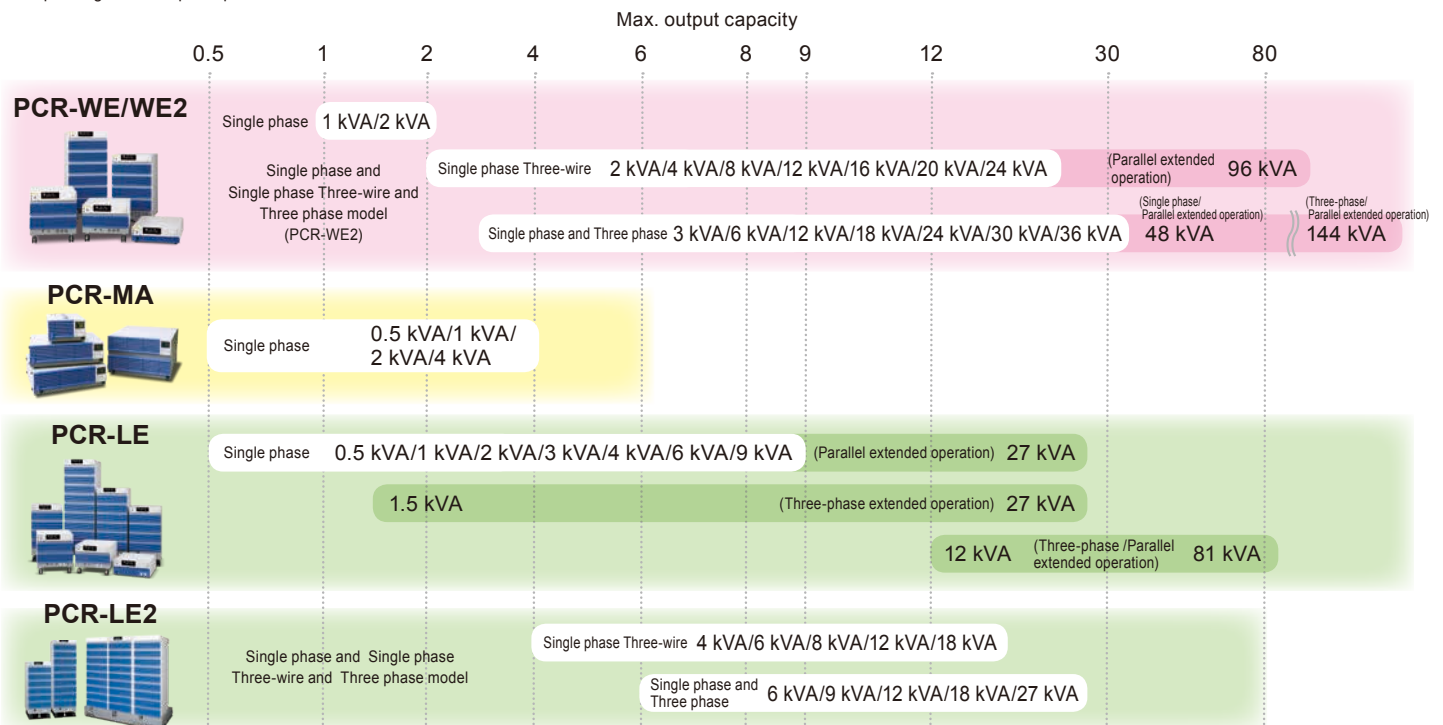 Max. output capacity
0.5 1 2 4 6 8 9 12 30 80
PCR-WE/WE2
Single phase 1 kVA/2 kVA
Single phase and
Single phase Three-wire and
Three phase model
(PCR-WE2)
Single phase Three-wire 2 kVA/4 kVA/8 kVA/12 kVA/16 kVA/20 kVA/24 kVA
(Parallel extended
operation) 96 kVA
Single phase and Three phase 3 kVA/6 kVA/12 kVA/18 kVA/24 kVA/30 kVA/36 kVA
(Single phase/
Parallel extended operation)
48 kVA
(Three-phase/
Parallel extended operation)
144 kVA
PCR-MA
Single phase
0.5 kVA/1 kVA/
2 kVA/4 kVA
PCR-LE
Single phase 0.5 kVA/1 kVA/2 kVA/3 kVA/4 kVA/6 kVA/9 kVA (Parallel extended operation) 27 kVA
1.5 kVA (Three-phase extended operation) 27 kVA
12 kVA
(Three-phase /Parallel
extended operation)
81 kVA
PCR-LE2
Single phase and Single phase
Three-wire and Three phase model
Single phase Three-wire 4 kVA/6 kVA/8 kVA/12 kVA/18 kVA
Single phase and
Three phase
6 kVA/9 kVA/12 kVA/18 kVA/27 kVA